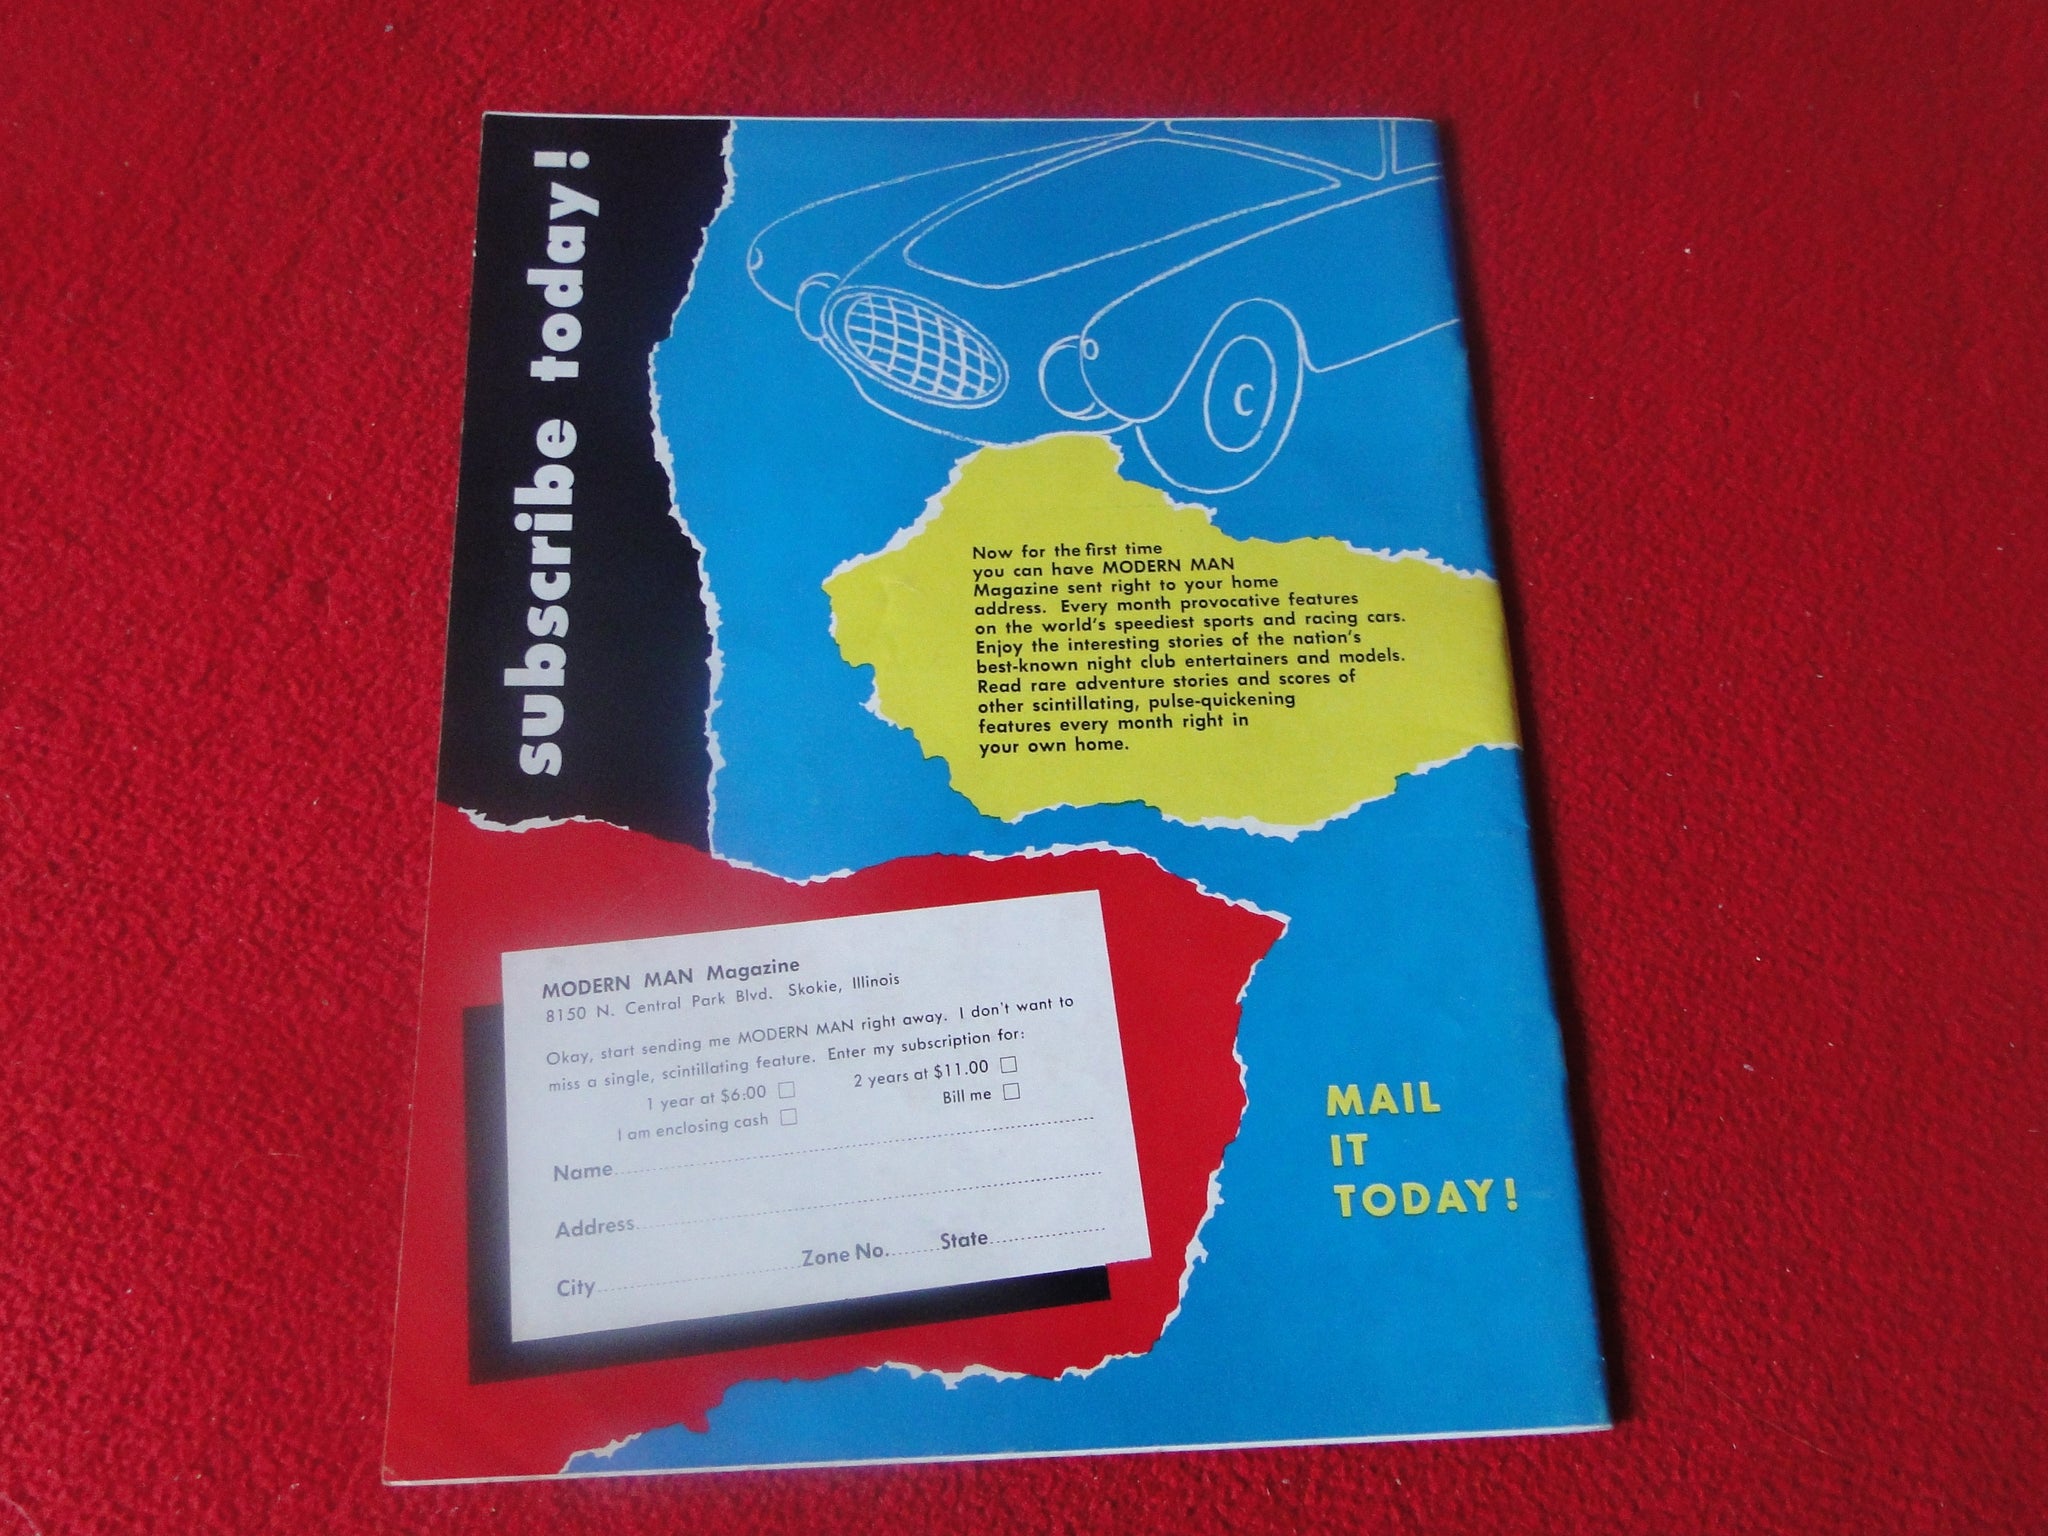 subscribe today!
Now for the first time
you can have MODERN MAN
Magazine sent right to your home
address. Every month provocative features
on the world's speediest sports and racing cars.
Enjoy the interesting stories of the nation's
best-known night club entertainers and models.
Read rare adventure stories and scores of
other scintillating, pulse-quickening
features every month right in
your own home.
MODERN MAN Magazine
8150 N. Central Park Blvd. Skokie, Illinois
Okay, start sending me MODERN MAN right away. I don't want to
miss a single, scintillating feature. Enter my subscription for:
1 year at $6.00 2 years at $11.00
I am enclosing cash Bill me
Name
Address
City Zone No. State
MAIL
IT
TODAY!